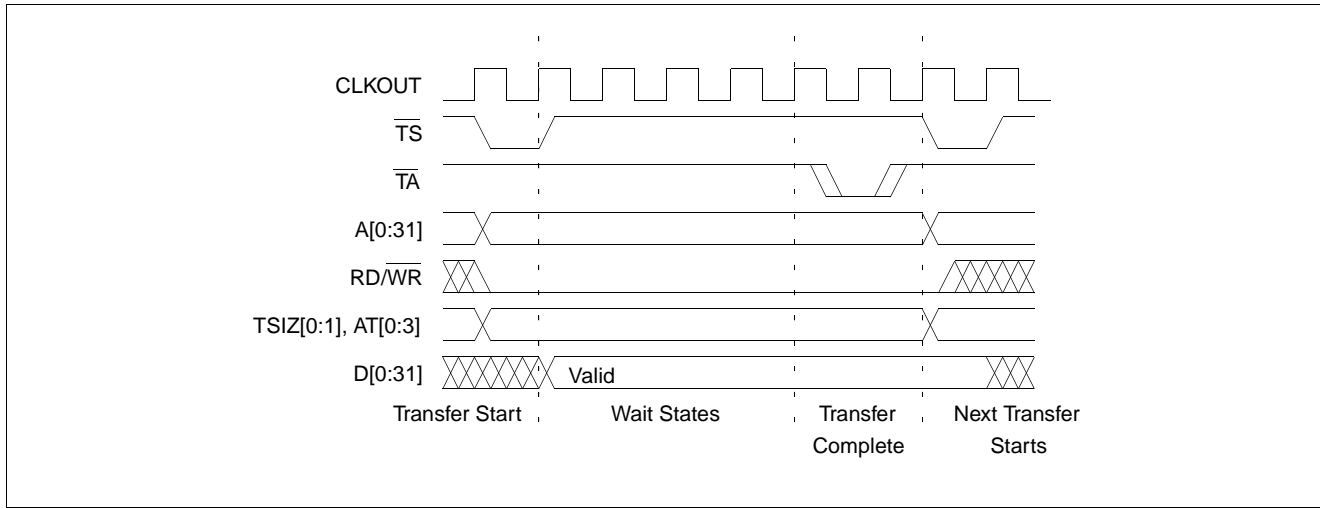 CLKOUT
TS
TA
A[0:31]
RD/WR
TSIZ[0:1], AT[0:3]
D[0:31]
Valid
Transfer Start
Wait States
Transfer
Complete
Next Transfer
Starts